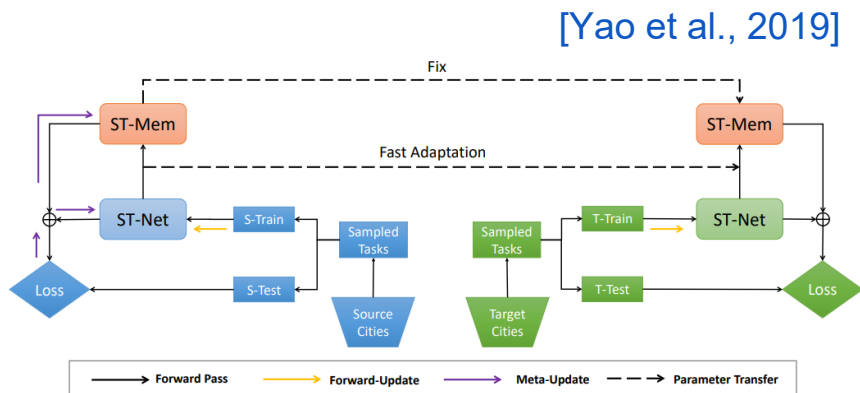 [Yao et al., 2019]
Fix
ST-Mem
ST-Mem
Fast Adaptation
ST-Net
S-Train
Sampled
Tasks
Sampled
Tasks
T-Train
ST-Net
Loss
S-Test
Source
Cities
Target
Cities
T-Test
Loss
Forward Pass
Forward-Update
Meta-Update
Parameter Transfer